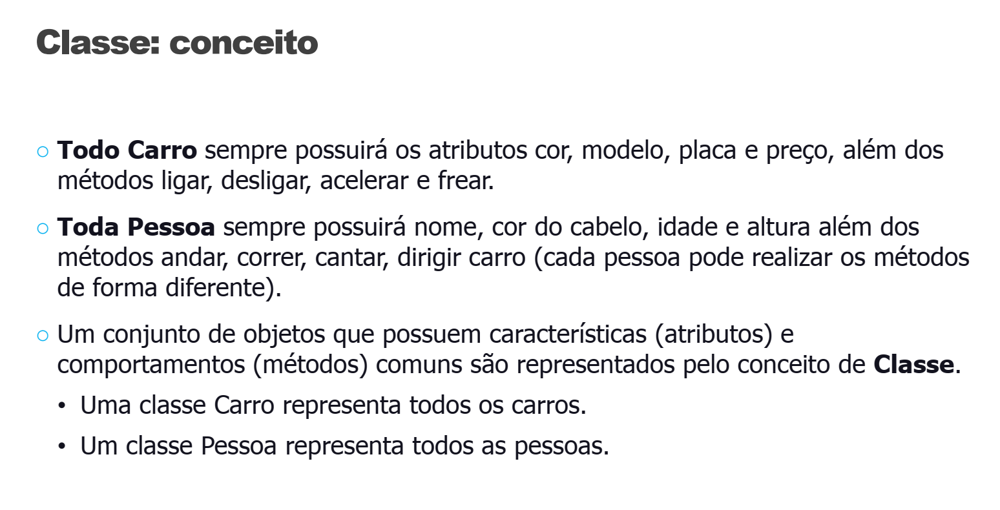 Classe: conceito
○ Todo Carro sempre possuirá os atributos cor, modelo, placa e preço, além dos
métodos ligar, desligar, acelerar e frear.
○ Toda Pessoa sempre possuirá nome, cor do cabelo, idade e altura além dos
métodos andar, correr, cantar, dirigir carro (cada pessoa pode realizar os métodos
de forma diferente).
○ Um conjunto de objetos que possuem características (atributos) e
comportamentos (métodos) comuns são representados pelo conceito de Classe.
• Uma classe Carro representa todos os carros.
• Um classe Pessoa representa todos as pessoas.